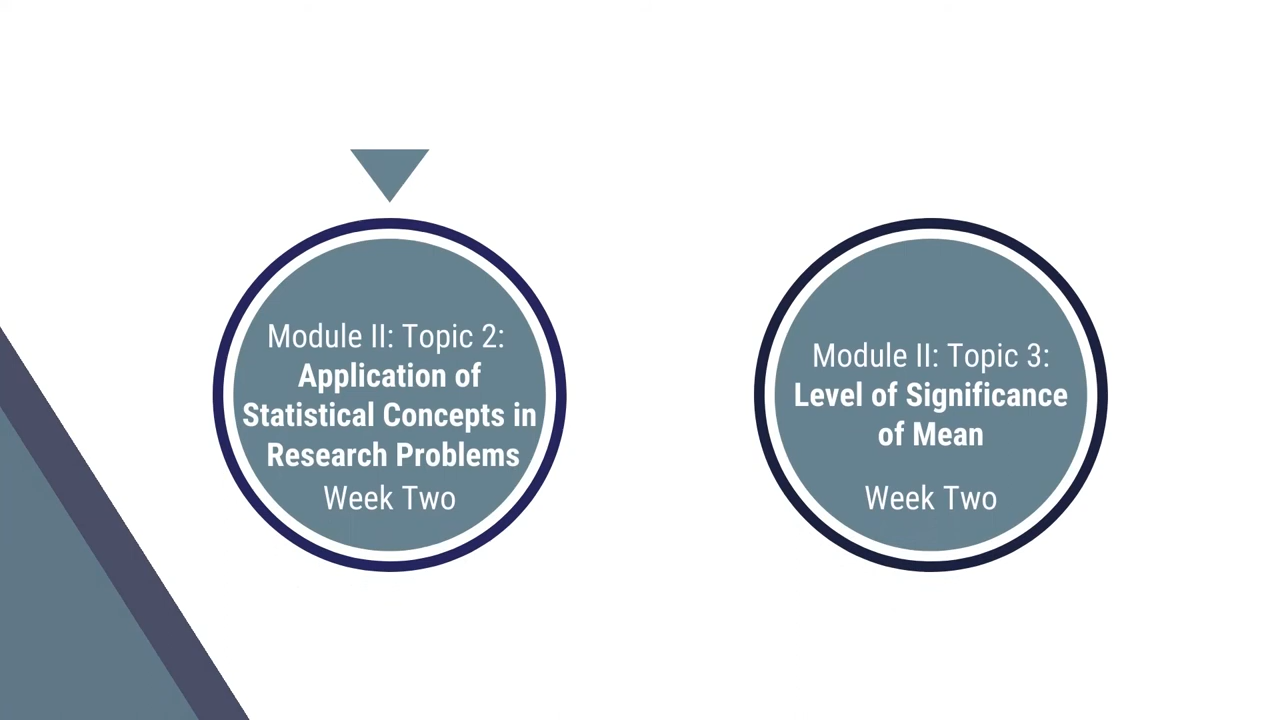 Module II: Topic 2:
Application of
Statistical Concepts in
Research Problems
Week Two
Module II: Topic 3:
Level of Significance
of Mean
Week Two